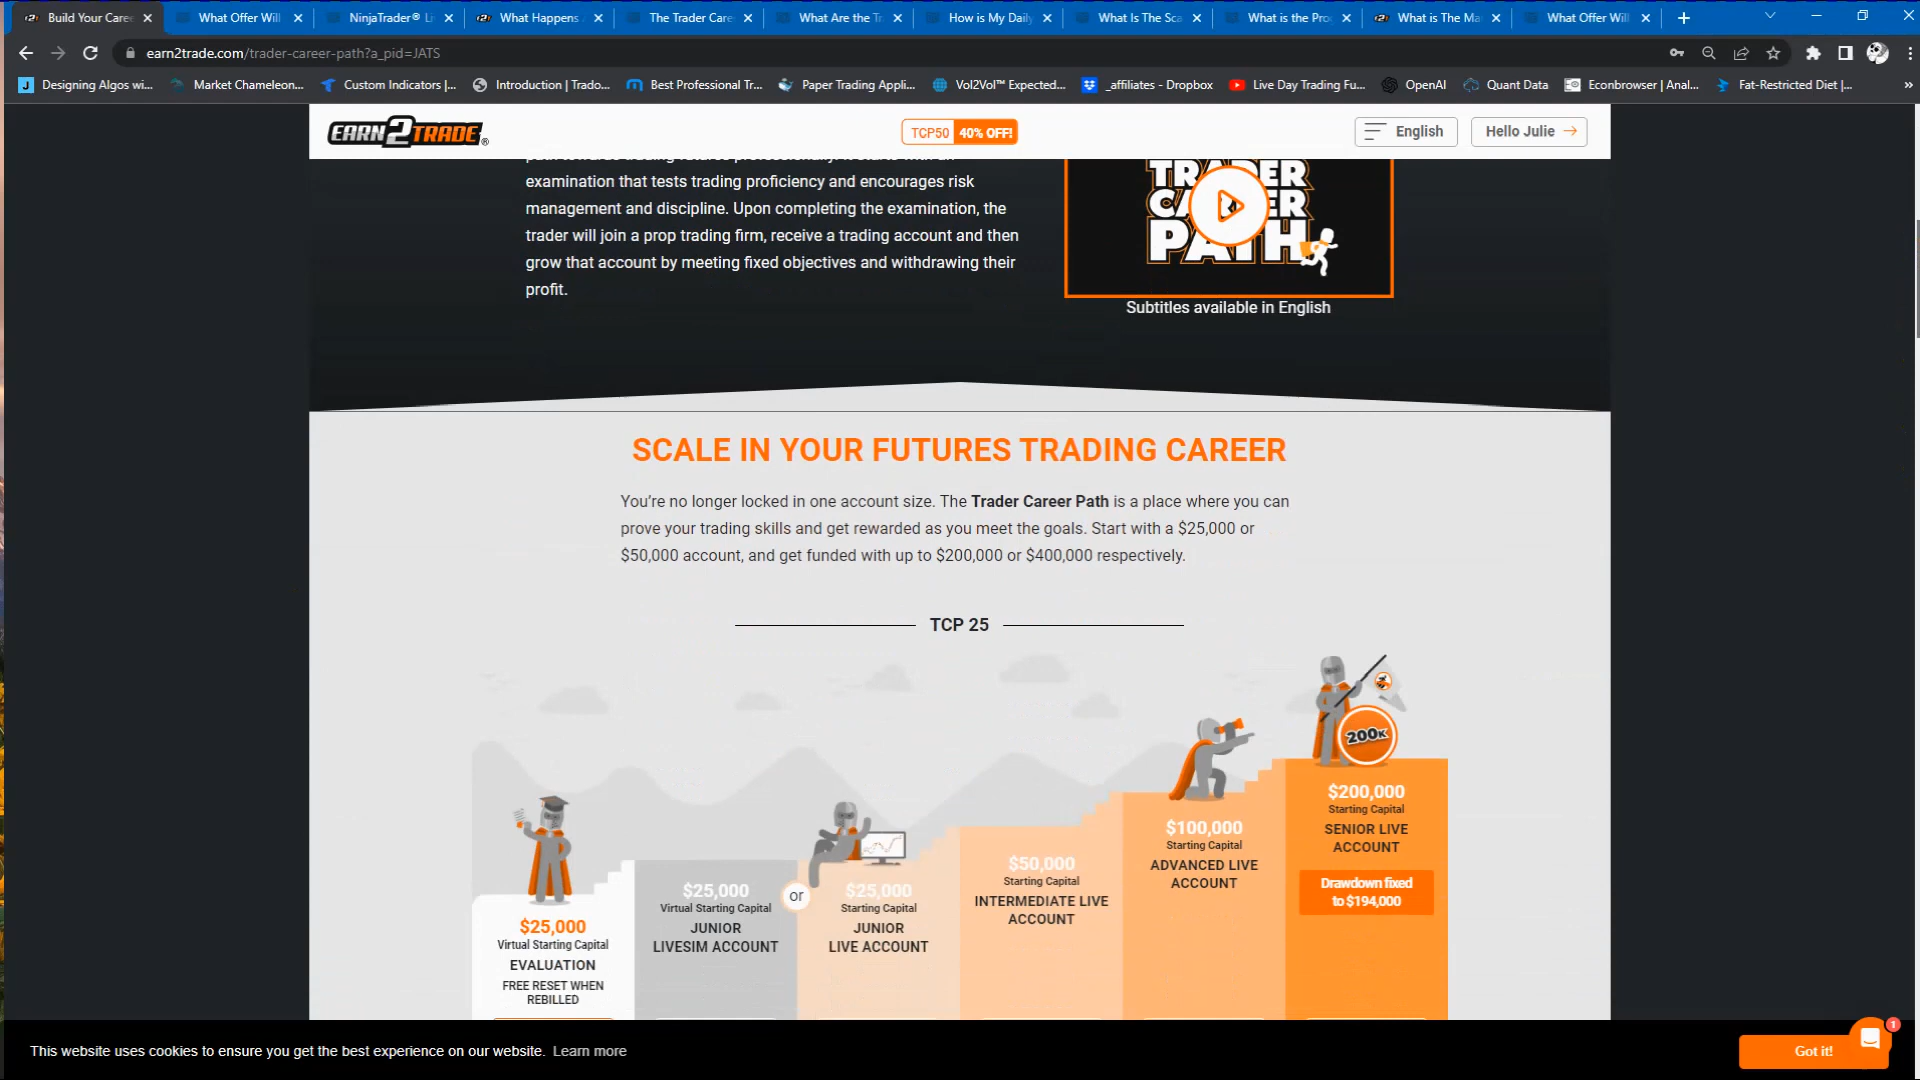 Build Your Caree
What Offer Will
NinjaTrader® Li
What Happens
The Trader Care
What Are the Tr
How is My Daily
What Is The Sca
What is the Pro
What is The Ma
What Offer Will
earn2trade.com/trader-career-path?a_pid=JATS
Designing Algos wi...
Market Chameleon...
Custom Indicators |...
Introduction | Trado...
Best Professional Tr...
Paper Trading Appli...
Vol2Vol™ Expected...
_affiliates - Dropbox
Live Day Trading Fu...
OpenAI
Quant Data
Econbrowser | Anal...
Fat-Restricted Diet |...
EARN2TRADE®
TCP50 40% OFF!
English
Hello Julie
examination that tests trading proficiency and encourages risk
management and discipline. Upon completing the examination, the
trader will join a prop trading firm, receive a trading account and then
grow that account by meeting fixed objectives and withdrawing their
profit.
TRADER
CAREER
PATH
Subtitles available in English
SCALE IN YOUR FUTURES TRADING CAREER
You're no longer locked in one account size. The Trader Career Path is a place where you can
prove your trading skills and get rewarded as you meet the goals. Start with a $25,000 or
$50,000 account, and get funded with up to $200,000 or $400,000 respectively.
TCP 25
$25,000
Virtual Starting Capital
EVALUATION
FREE RESET WHEN
REBILLED
$25,000
Virtual Starting Capital
JUNIOR
LIVESIM ACCOUNT
or
$25,000
Starting Capital
JUNIOR
LIVE ACCOUNT
$50,000
Starting Capital
INTERMEDIATE LIVE
ACCOUNT
$100,000
Starting Capital
ADVANCED LIVE
ACCOUNT
200K
$200,000
Starting Capital
SENIOR LIVE
ACCOUNT
Drawdown fixed
to $194,000
This website uses cookies to ensure you get the best experience on our website. Learn more
Got it!
1